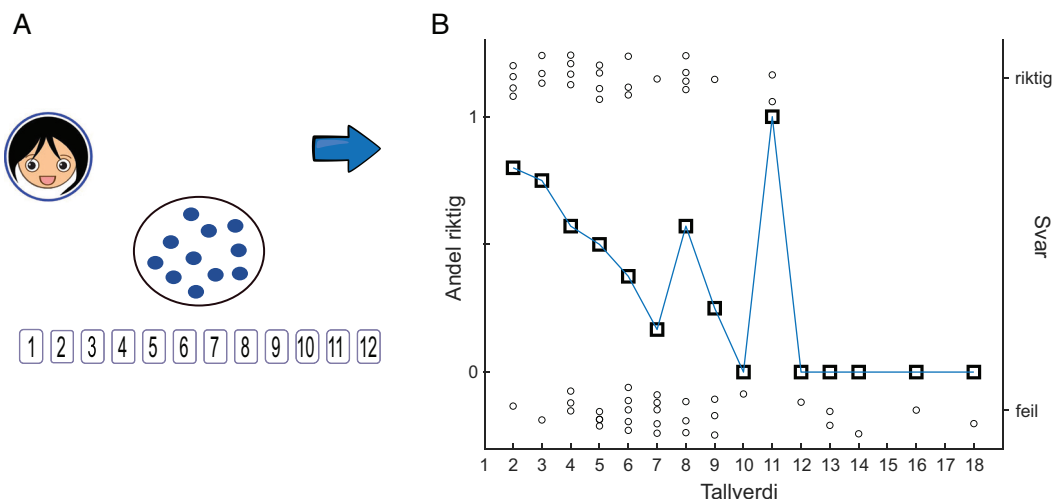 A
1 2 3 4 5 6 7 8 9 10 11 12
B
Andel riktig
1
0
riktig
feil
Svar
1 2 3 4 5 6 7 8 9 10 11 12 13 14 15 16 17 18
Tallverdi